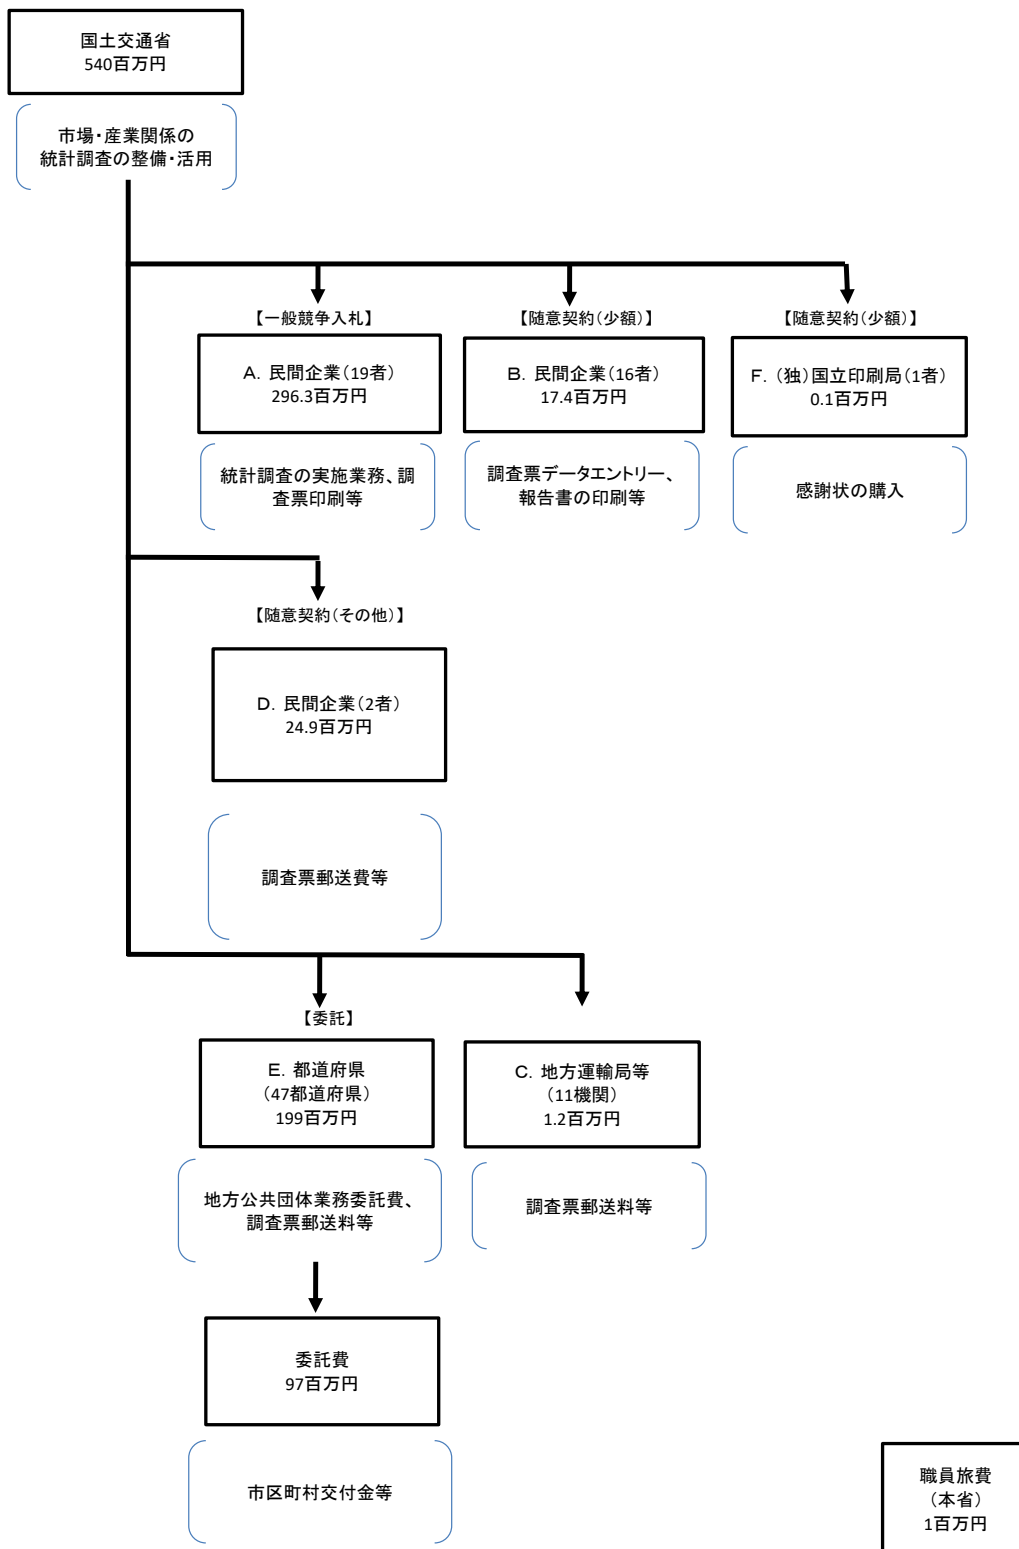 国土交通省
540百万円
市場・産業関係の
統計調査の整備・活用
【一般競争入札】
A．民間企業（19者）
296.3百万円
統計調査の実施業務、調
査票印刷等
【随意契約（少額）】
B．民間企業（16者）
17.4百万円
調査票データエントリー、
報告書の印刷等
【随意契約（少額）】
F．（独）国立印刷局（1者）
0.1百万円
感謝状の購入
【随意契約（その他）】
D．民間企業（2者）
24.9百万円
調査票郵送費等
【委託】
E．都道府県
（47都道府県）
199百万円
地方公共団体業務委託費、
調査票郵送料等
C．地方運輸局等
（11機関）
1.2百万円
調査票郵送料等
委託費
97百万円
市区町村交付金等
職員旅費
（本省）
1百万円